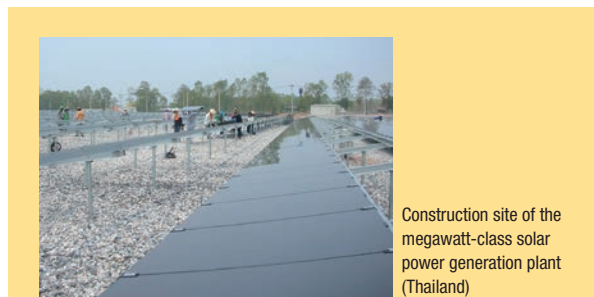 Construction site of the
megawatt-class solar
power generation plant
(Thailand)